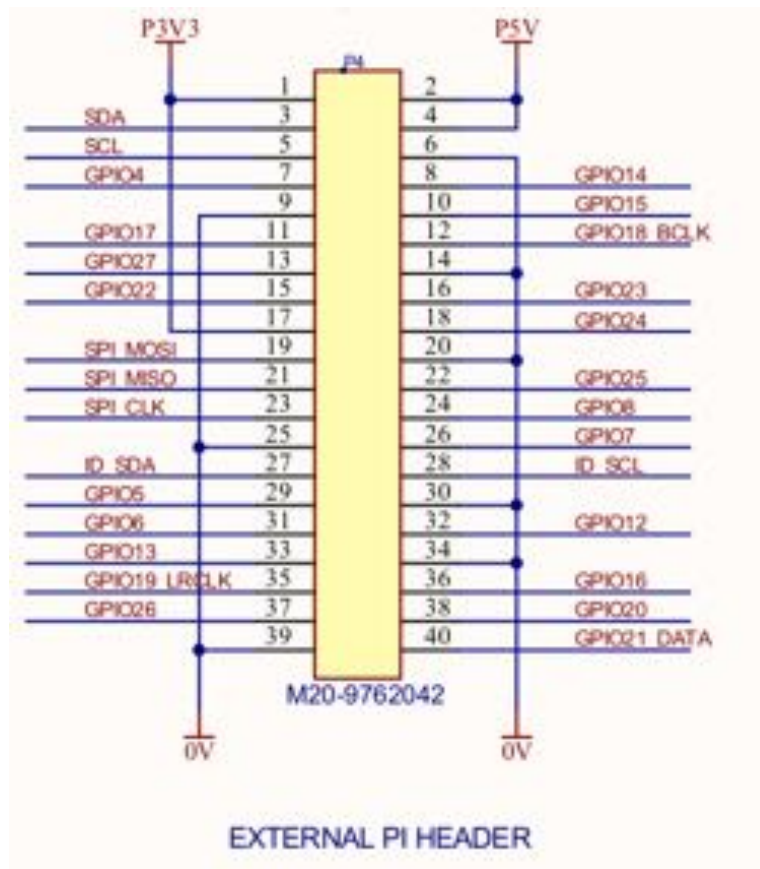 P3V3 P5V
P4
1 2
SDA 3 4
SCL 5 6
GPIO4 7 8 GPIO14
9 10 GPIO15
GPIO17 11 12 GPIO18 BCLK
GPIO27 13 14
GPIO22 15 16 GPIO23
17 18 GPIO24
SPI MOSI 19 20
SPI MISO 21 22 GPIO25
SPI CLK 23 24 GPIO8
25 26 GPIO7
ID SDA 27 28 ID SCL
GPIO5 29 30
GPIO6 31 32 GPIO12
GPIO13 33 34
GPIO19 LRCLK 35 36 GPIO16
GPIO26 37 38 GPIO20
39 40 GPIO21 DATA
M20-9762042
0V 0V
EXTERNAL PI HEADER